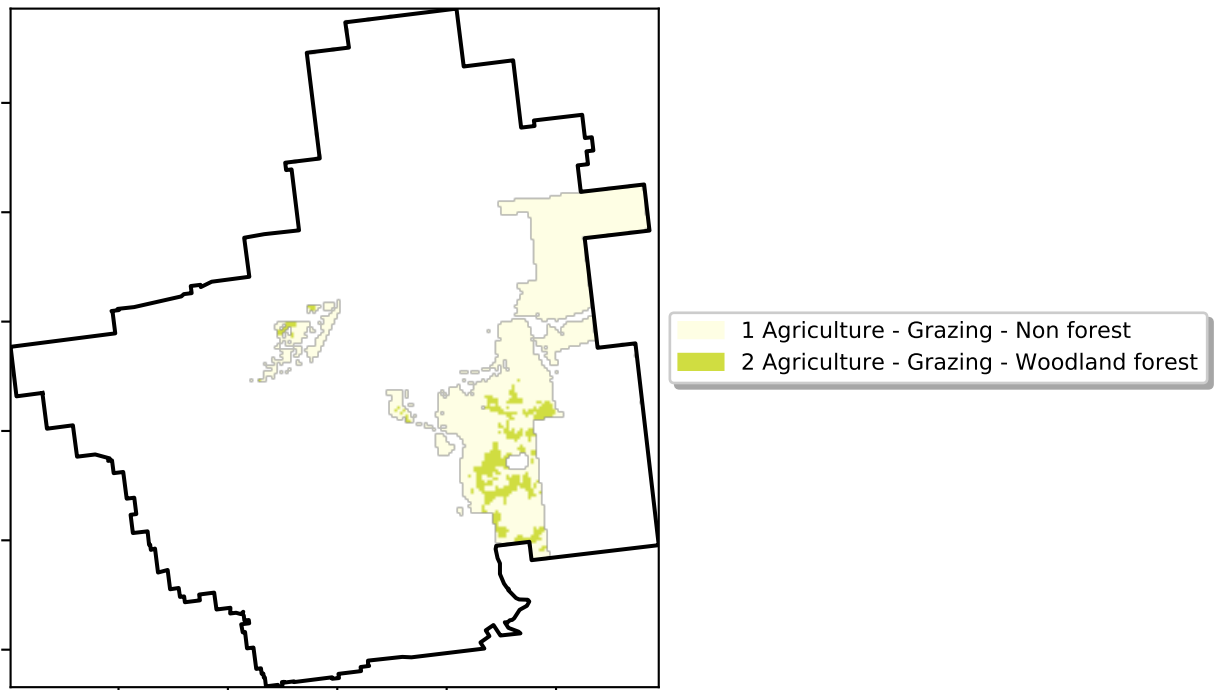 1 Agriculture - Grazing - Non forest
2 Agriculture - Grazing - Woodland forest